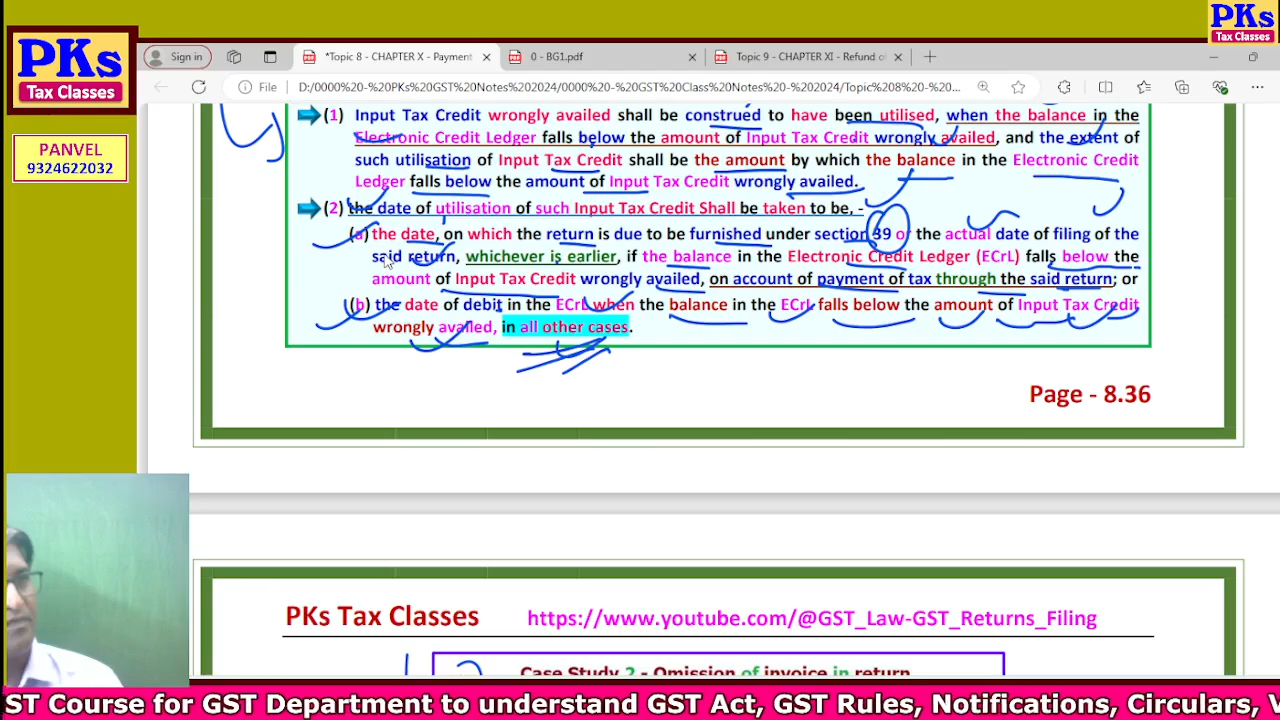 PKs
Tax Classes
PANVEL
9324622032
PKs
Tax Classes
Sign in
*Topic 8 - CHAPTER X - Payment
0 - BG1.pdf
Topic 9 - CHAPTER XI - Refund of
File
D:/0000%20-%20PKs%20GST%20Notes%202024/0000%20-%20GST%20Class%20Notes%20-%2024/Topic%208%20-%20...
(1) Input Tax Credit wrongly availed shall be construed to have been utilised, when the balance in the
Electronic Credit Ledger falls below the amount of Input Tax Credit wrongly availed, and the extent of
such utilisation of Input Tax Credit shall be the amount by which the balance in the Electronic Credit
Ledger falls below the amount of Input Tax Credit wrongly availed.
(2) the date of utilisation of such Input Tax Credit Shall be taken to be, -
(a) the date, on which the return is due to be furnished under section 39 or the actual date of filing of the
said return, whichever is earlier, if the balance in the Electronic Credit Ledger (ECrL) falls below the
amount of Input Tax Credit wrongly availed, on account of payment of tax through the said return; or
(b) the date of debit in the ECrL when the balance in the ECrL falls below the amount of Input Tax Credit
wrongly availed, in all other cases.
Page - 8.36
PKs Tax Classes https://www.youtube.com/@GST_Law-GST_Returns_Filing
Case Study 2 - Omission of invoice in return
ST Course for GST Department to understand GST Act, GST Rules, Notifications, Circulars,